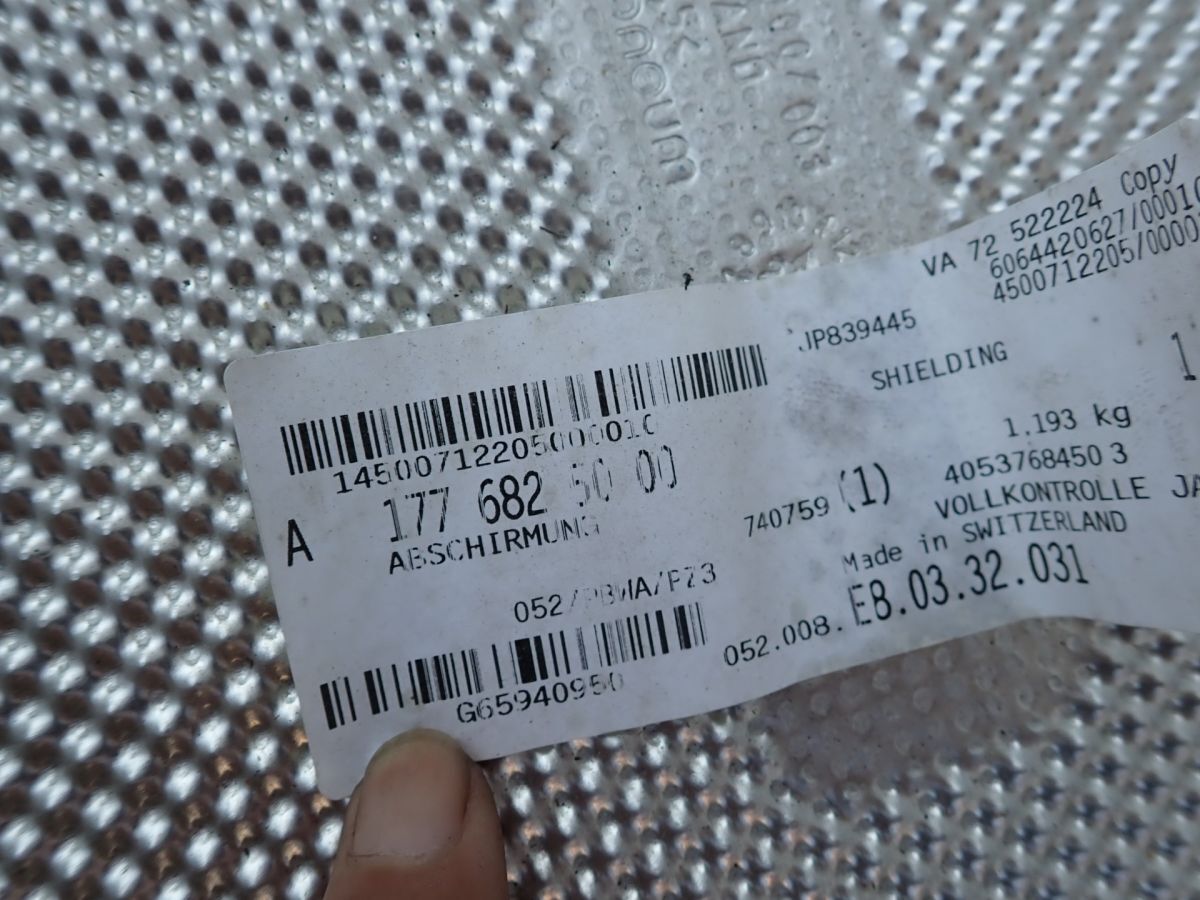 VA 72 522224 Copy
6064420627/00010
4500712205/0000
JP839445
SHIELDING
1
14500712205000010
1.193 kg
A 177 682 50 00
740759 (1)
4053768450 3
ABSCHIRMUNG
VOLLKONTROLLE JA
Made in SWITZERLAND
052/PBWA/PZ3
052.008. E8.03.32.031
G65940950